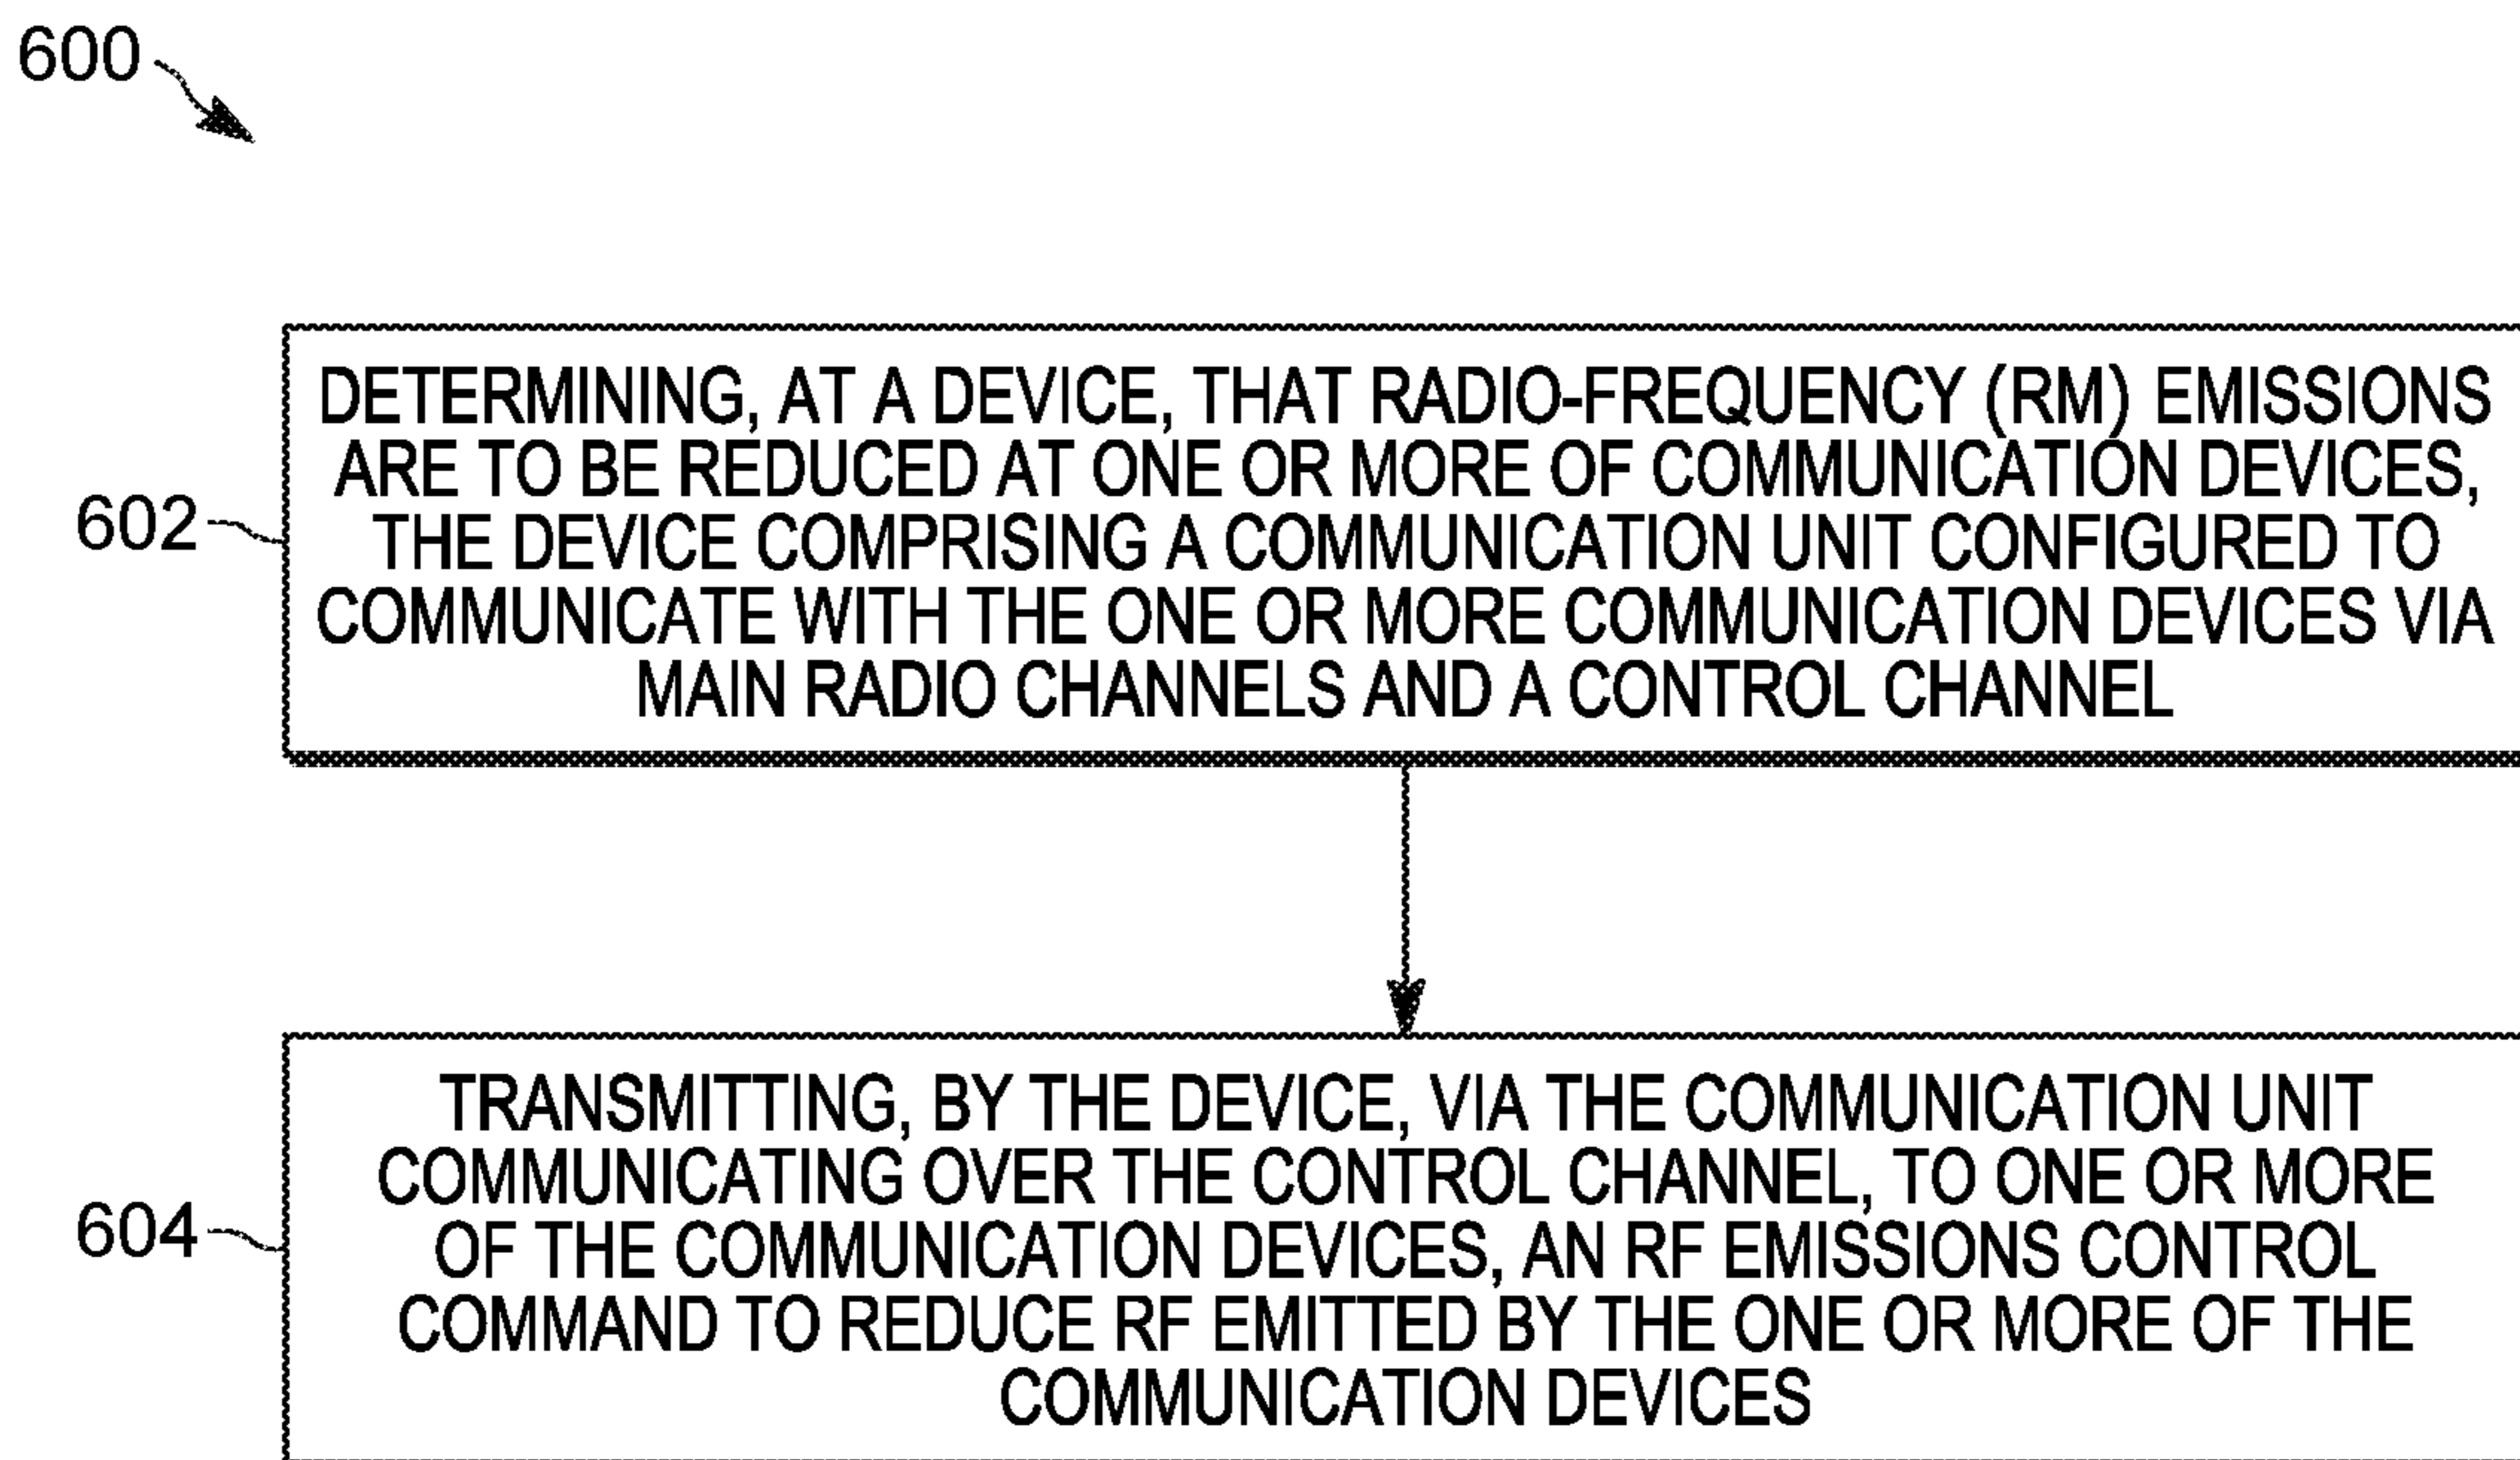 600
DETERMINING, AT A DEVICE, THAT RADIO-FREQUENCY (RM) EMISSIONS
ARE TO BE REDUCED AT ONE OR MORE OF COMMUNICATION DEVICES,
602
THE DEVICE COMPRISING A COMMUNICATION UNIT CONFIGURED TO
COMMUNICATE WITH THE ONE OR MORE COMMUNICATION DEVICES VIA
MAIN RADIO CHANNELS AND A CONTROL CHANNEL
TRANSMITTING, BY THE DEVICE, VIA THE COMMUNICATION UNIT
COMMUNICATING OVER THE CONTROL CHANNEL, TO ONE OR MORE
604
OF THE COMMUNICATION DEVICES, AN RF EMISSIONS CONTROL
COMMAND TO REDUCE RF EMITTED BY THE ONE OR MORE OF THE
COMMUNICATION DEVICES